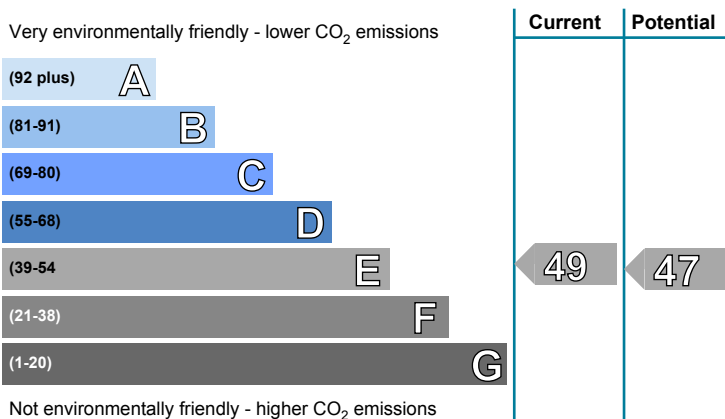 Very environmentally friendly - lower CO2 emissions
Current
Potential
(92 plus) A
(81-91) B
(69-80) C
(55-68) D
(39-54 E
49
47
(21-38) F
(1-20) G
Not environmentally friendly - higher CO2 emissions